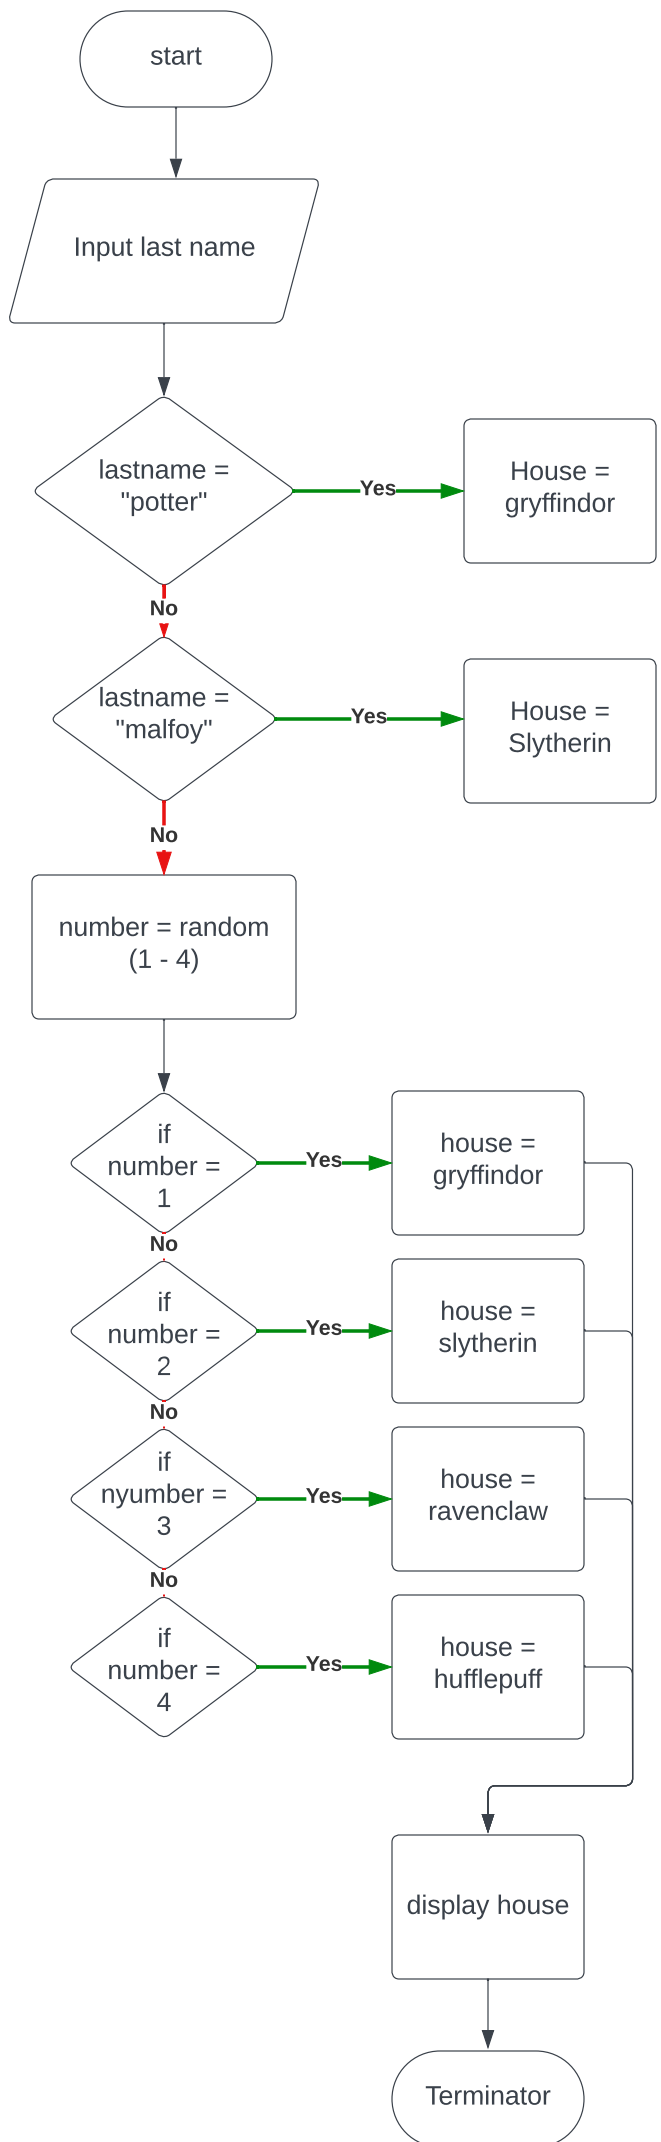 start
Input last name
lastname =
"potter"
Yes
House =
gryffindor
No
lastname =
"malfoy"
Yes
House =
Slytherin
No
number = random
(1 - 4)
if
number =
1
Yes
house =
gryffindor
No
if
number =
2
Yes
house =
slytherin
No
if
nyumber =
3
Yes
house =
ravenclaw
No
if
number =
4
Yes
house =
hufflepuff
display house
Terminator